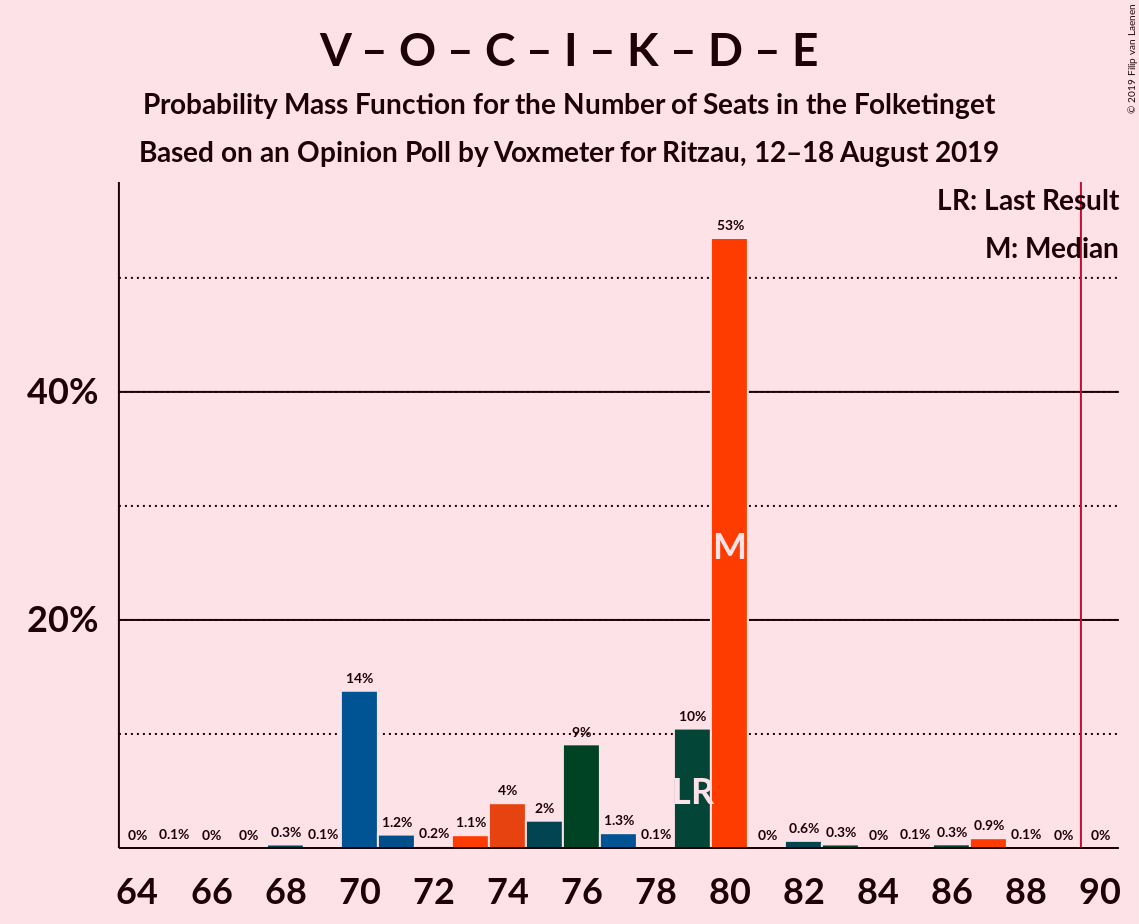 V – O – C – I – K – D – E
Probability Mass Function for the Number of Seats in the Folketinget
Based on an Opinion Poll by Voxmeter for Ritzau, 12–18 August 2019
© 2019 Filip van Laenen
LR: Last Result
M: Median
53%
40%
M
20%
14%
10%
9%
LR
4%
2%
0% 0.1% 0% 0% 0.3% 0.1% 1.2% 0.2% 1.1% 1.3% 0.1% 0% 0.6% 0.3% 0% 0.1% 0.3% 0.9% 0.1% 0% 0%
64 66 68 70 72 74 76 78 80 82 84 86 88 90